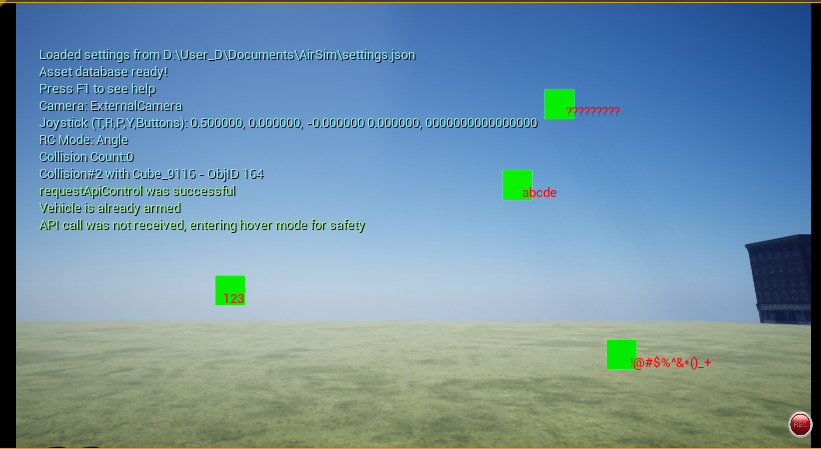 Loaded settings from D:\User_D\Documents\AirSim\settings.json
Asset database ready!
Press F1 to see help
Camera: ExternalCamera
?????????
Joystick (T,R,P,Y,Buttons): 0.500000, 0.000000, -0.000000 0.000000, 0000000000000000
RC Mode: Angle
Collision Count:0
Collision#2 with Cube_9116 - ObjID 164
requestApiControl was successful
abcde
Vehicle is already armed
API call was not received, entering hover mode for safety
123
!@#$%^&*()_+
REC